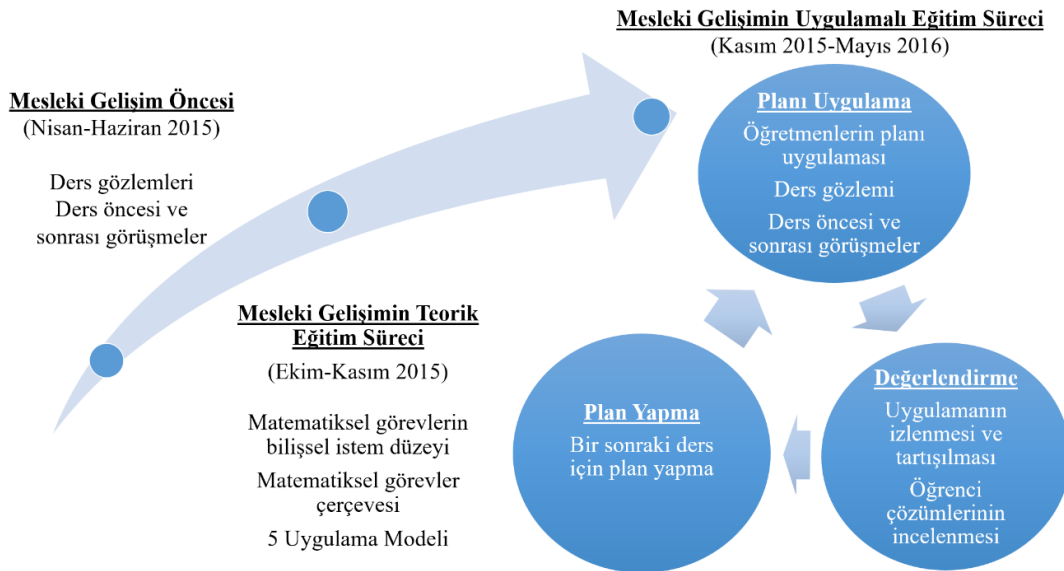 Mesleki Gelişim Öncesi
(Nisan-Haziran 2015)
Ders gözlemleri
Ders öncesi ve
sonrası görüşmeler
Mesleki Gelişimin Teorik
Eğitim Süreci
(Ekim-Kasım 2015)
Matematiksel görevlerin
bilişsel istem düzeyi
Matematiksel görevler
çerçevesi
5 Uygulama Modeli
Mesleki Gelişimin Uygulamalı Eğitim Süreci
(Kasım 2015-Mayıs 2016)
Planı Uygulama
Öğretmenlerin planı
uygulaması
Ders gözlemi
Ders öncesi ve
sonrası görüşmeler
Değerlendirme
Uygulamanın
izlenmesi ve
tartışılması
Öğrenci
çözümlerinin
incelenmesi
Plan Yapma
Bir sonraki ders
için plan yapma